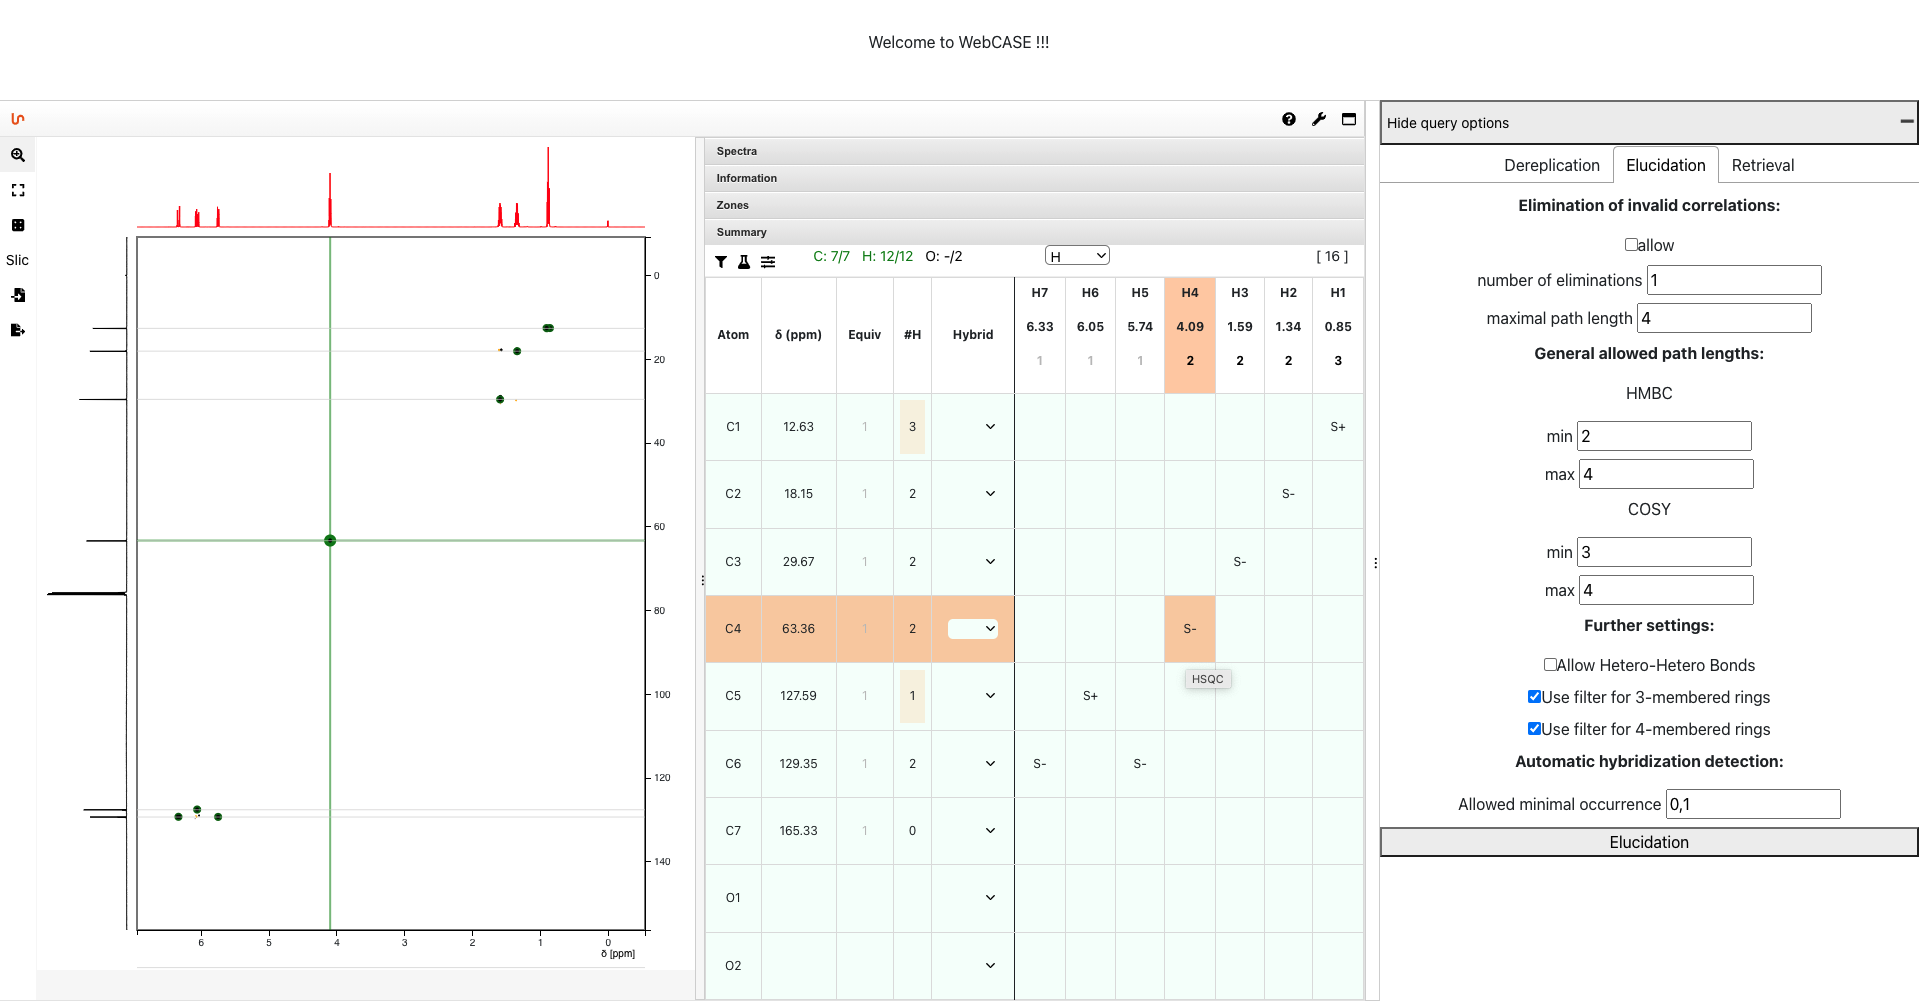 Welcome to WebCASE !!!
Hide query options
Dereplication Elucidation Retrieval
Slic
0
20
40
60
80
100
120
140
6 5 4 3 2 1 0
δ [ppm]
Spectra
Information
Zones
Summary
C: 7/7 H: 12/12 O: -/2 H [ 16 ]
H7 H6 H5 H4 H3 H2 H1
Atom δ (ppm) Equiv #H Hybrid 6.33 6.05 5.74 4.09 1.59 1.34 0.85
1 1 1 2 2 2 3
C1 12.63 1 3 S+
C2 18.15 1 2 S-
C3 29.67 1 2 S-
C4 63.36 1 2 S-
HSQC
C5 127.59 1 1 S+
C6 129.35 1 2 S- S-
C7 165.33 1 0
O1
O2
Elimination of invalid correlations:
allow
number of eliminations 1
maximal path length 4
General allowed path lengths:
HMBC
min 2
max 4
COSY
min 3
max 4
Further settings:
Allow Hetero-Hetero Bonds
Use filter for 3-membered rings
Use filter for 4-membered rings
Automatic hybridization detection:
Allowed minimal occurrence 0,1
Elucidation